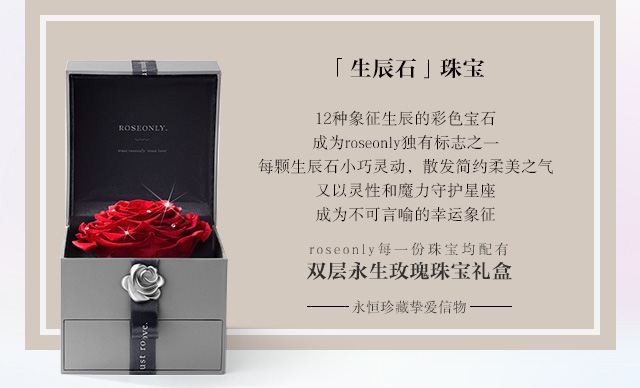 「生辰石」珠宝
12种象征生辰的彩色宝石
成为roseonly独有标志之一
每颗生辰石小巧灵动，散发简约柔美之气
又以灵性和魔力守护星座
成为不可言喻的幸运象征
roseonly每一份珠宝均配有
双层永生玫瑰珠宝礼盒
永恒珍藏挚爱信物
ROSEONLY.